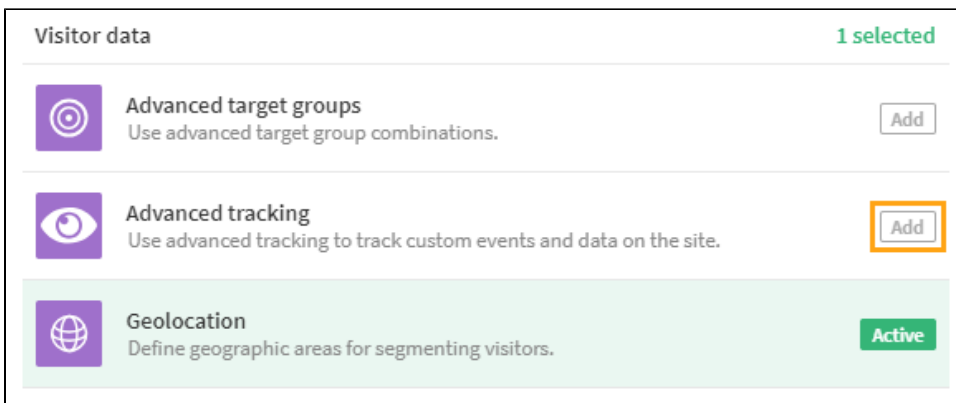 Visitor data 1 selected
Advanced target groups
Use advanced target group combinations.
Add
Advanced tracking
Use advanced tracking to track custom events and data on the site.
Add
Geolocation
Define geographic areas for segmenting visitors.
Active